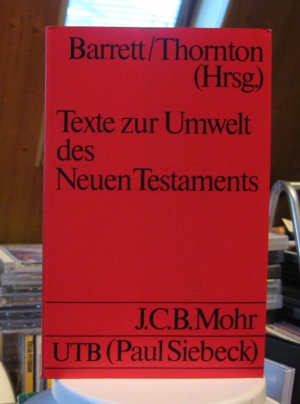 Barrett/Thornton
(Hrsg.)
Texte zur Umwelt
des
Neuen Testaments
J.C.B. Mohr
UTB (Paul Siebeck)